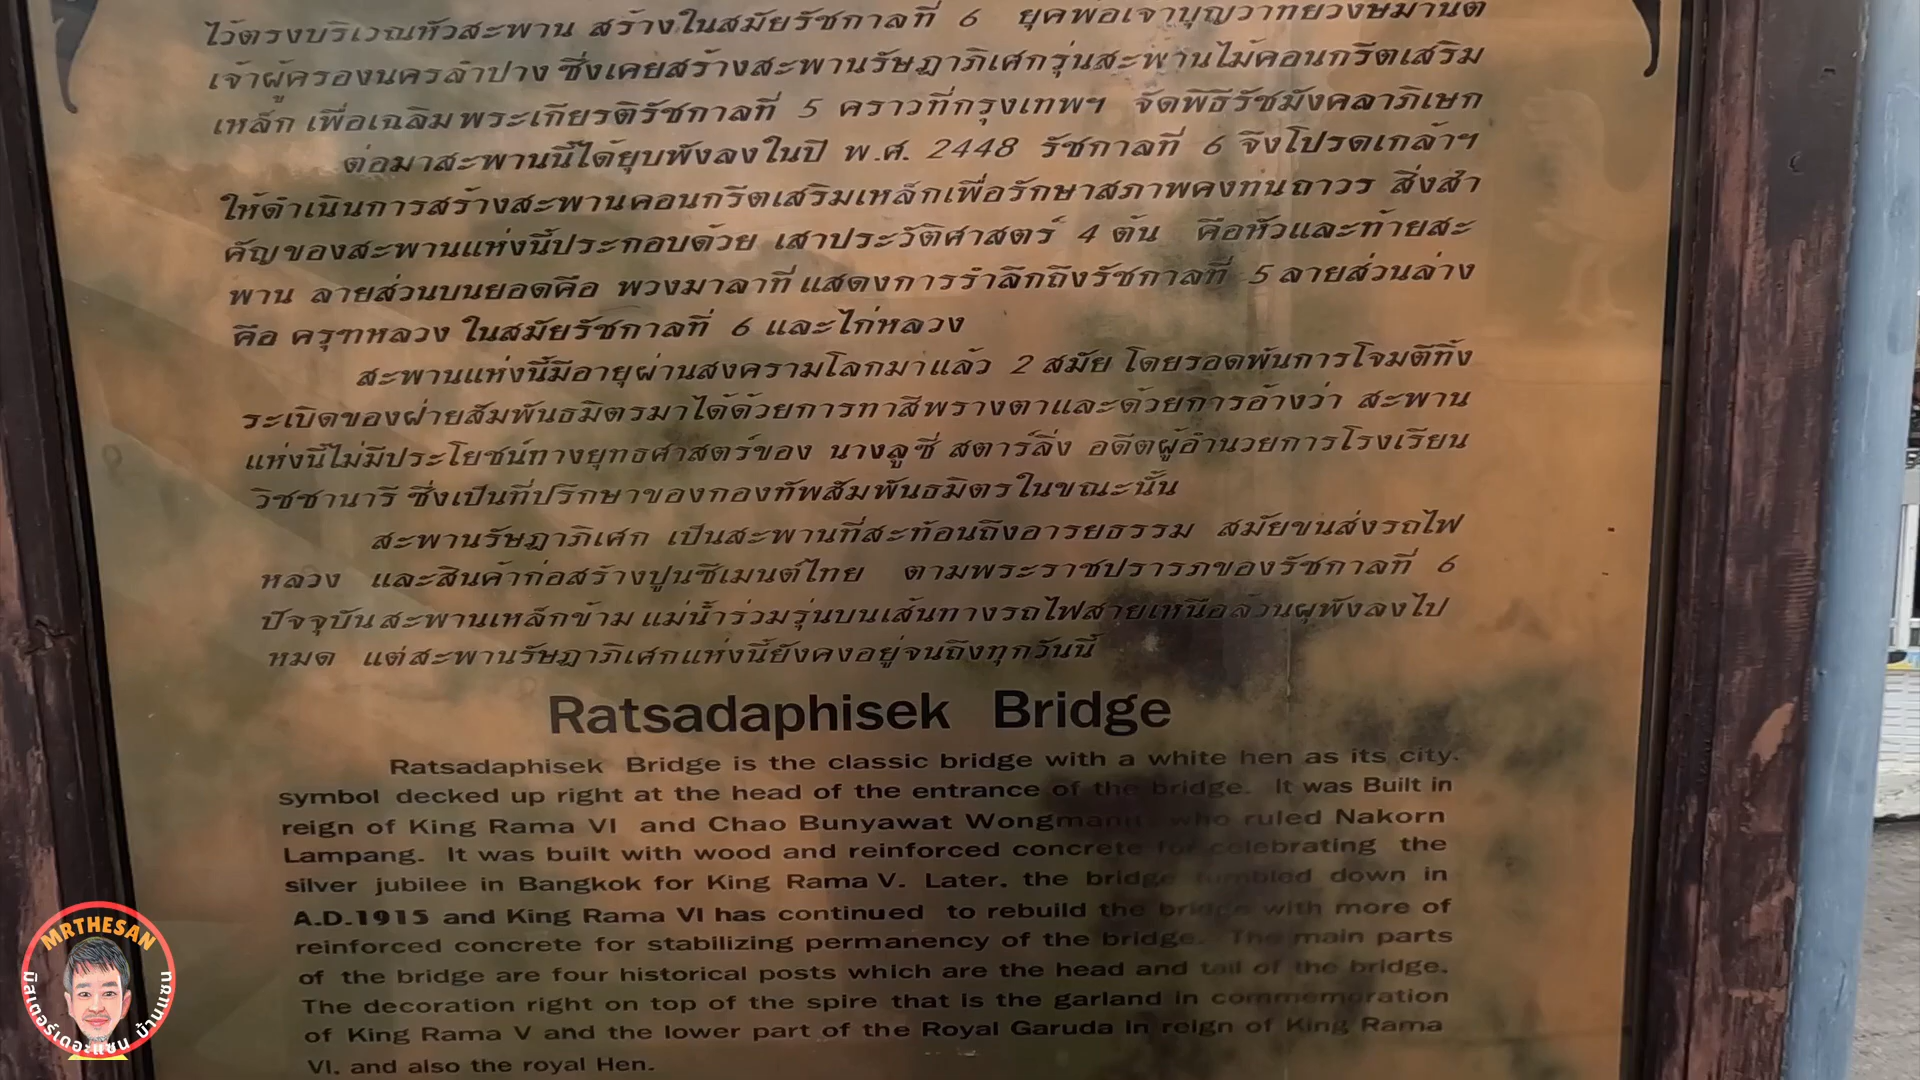 ไว้ตรงบริเวณหัวสะพาน สร้างในสมัยรัชกาลที่ 6 ยุคพ่อเจ้าบุญวาทย์วงษ์มานิต
เจ้าผู้ครองนครลำปาง ซึ่งเคยสร้างสะพานรัษฎาภิเศกรุ่นสะพานไม้คอนกรีตเสริม
เหล็ก เพื่อเฉลิมพระเกียรติรัชกาลที่ 5 คราวที่กรุงเทพฯ จัดพิธีรัชมังคลาภิเษก
ต่อมาสะพานนี้ได้ยุบพังลงในปี พ.ศ. 2448 รัชกาลที่ 6 จึงโปรดเกล้าฯ
ให้ดำเนินการสร้างสะพานคอนกรีตเสริมเหล็กเพื่อรักษาสภาพคงทนถาวร สิ่งสำ
คัญของสะพานแห่งนี้ประกอบด้วย เสาประวัติศาสตร์ 4 ต้น คือหัวและท้ายสะ
พาน ลายส่วนบนยอดคือ พวงมาลาที่ แสดงการรำลึกถึงรัชกาลที่ 5 ลายส่วนล่าง
คือ ครุฑหลวง ในสมัยรัชกาลที่ 6 และไก่หลวง
สะพานแห่งนี้มีอายุผ่านสงครามโลกมาแล้ว 2 สมัย โดยรอดพ้นการโจมตีทิ้ง
ระเบิดของฝ่ายสัมพันธมิตรมาได้ด้วยการทาสีพรางตาและด้วยการอ้างว่า สะพาน
แห่งนี้ไม่มีประโยชน์ทางยุทธศาสตร์ของ นางลูซี่ สตาร์ลิ่ง อดีตผู้อำนวยการโรงเรียน
วิชชานารี ซึ่งเป็นที่ปรึกษาของกองทัพสัมพันธมิตรในขณะนั้น
สะพานรัษฎาภิเศก เป็นสะพานที่สะท้อนถึงอารยธรรม สมัยขนส่งรถไฟ
หลวง และสินค้าก่อสร้างปูนซีเมนต์ไทย ตามพระราชปรารภของรัชกาลที่ 6
ปัจจุบันสะพานเหล็กข้าม แม่น้ำร่วมรุ่นบนเส้นทางรถไฟสายเหนือล้วนผุพังลงไป
หมด แต่สะพานรัษฎาภิเศกแห่งนี้ยังคงอยู่จนถึงทุกวันนี้
Ratsadaphisek Bridge
Ratsadaphisek Bridge is the classic bridge with a white hen as its city.
symbol decked up right at the head of the entrance of the bridge. It was Built in
reign of King Rama VI and Chao Bunyawat Wongmanit who ruled Nakorn
Lampang. It was built with wood and reinforced concrete for celebrating the
silver jubilee in Bangkok for King Rama V. Later. the bridge tumbled down in
A.D.1915 and King Rama VI has continued to rebuild the bridge with more of
reinforced concrete for stabilizing permanency of the bridge. The main parts
of the bridge are four historical posts which are the head and tail of the bridge.
The decoration right on top of the spire that is the garland in commemoration
of King Rama V and the lower part of the Royal Garuda in reign of King Rama
VI. and also the royal Hen.
MRTHESAN
มิสเตอร์เดอะแซน บ้านแซน